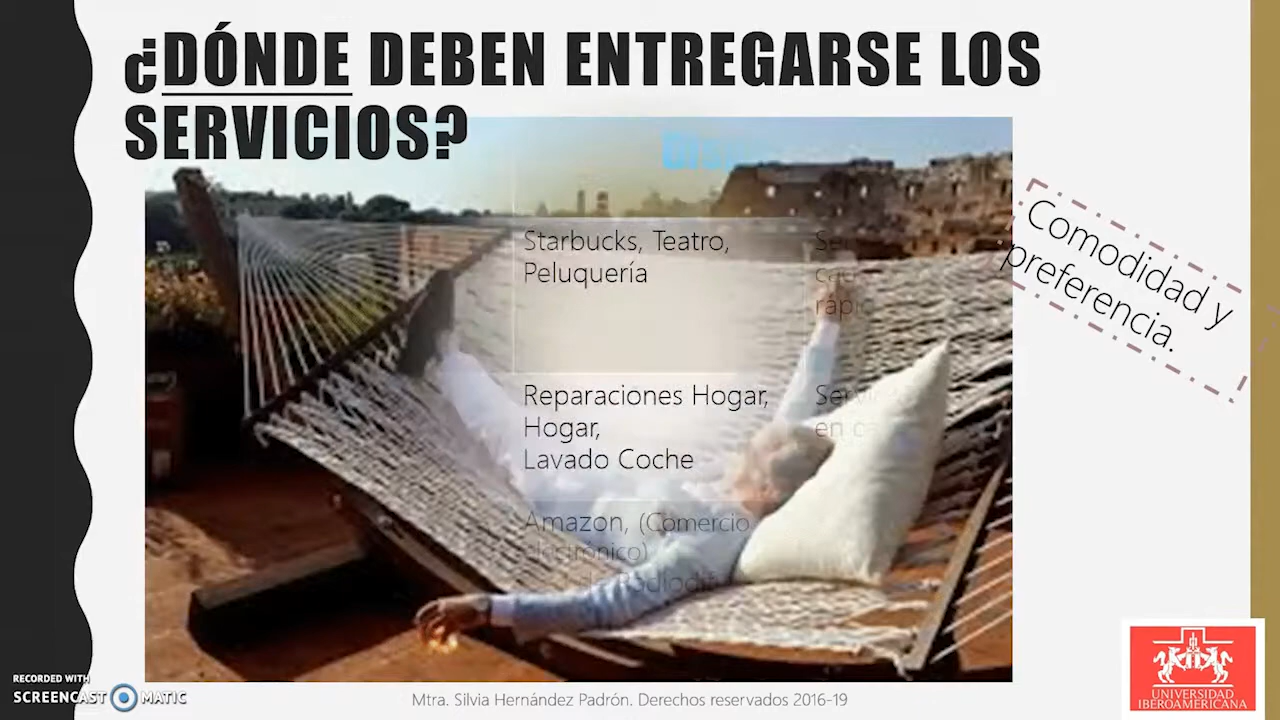 ¿DÓNDE DEBEN ENTREGARSE LOS
SERVICIOS?
Starbucks, Teatro,
Peluquería
Reparaciones Hogar,
Hogar,
Lavado Coche
Amazon, (Comercio
electrónico)
Comodidad y
preferencia.
Mtra. Silvia Hernández Padrón. Derechos reservados 2016-19
RECORDED WITH
SCREENCAST MATIC
UNIVERSIDAD
IBEROAMERICANA